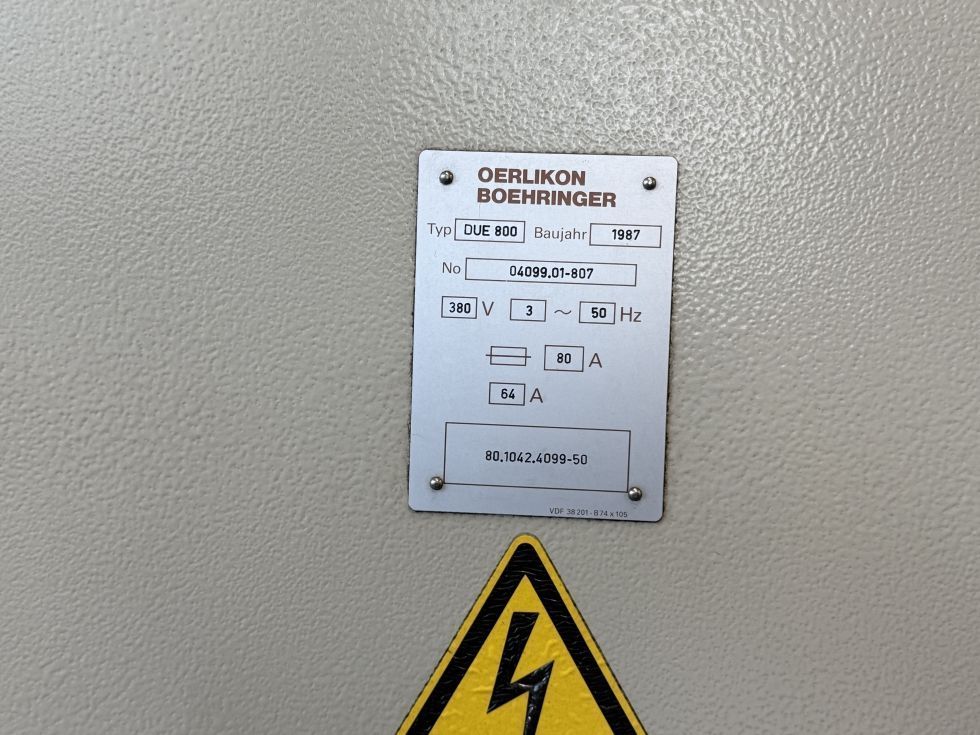 OERLIKON
BOEHRINGER
Typ DUE 800 Baujahr 1987
No 04099.01-807
380 V 3 ~ 50 Hz
80 A
64 A
80.1042.4099-50
VDF 38 201 - B 74 x 105